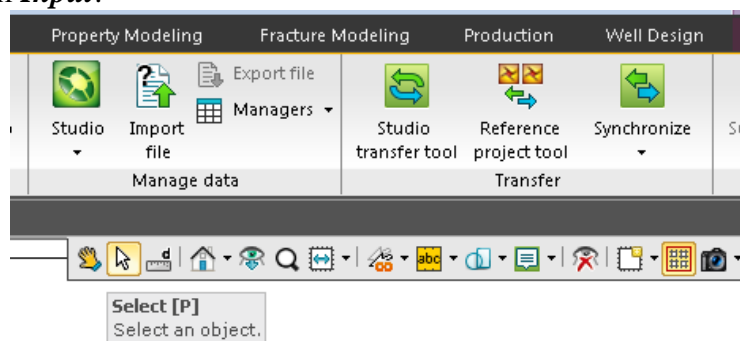 Input.
Property Modeling Fracture Modeling Production Well Design
Export file
Managers
Studio Import file
Studio transfer tool
Reference project tool
Synchronize
Manage data Transfer
abc
Select [P]
Select an object.